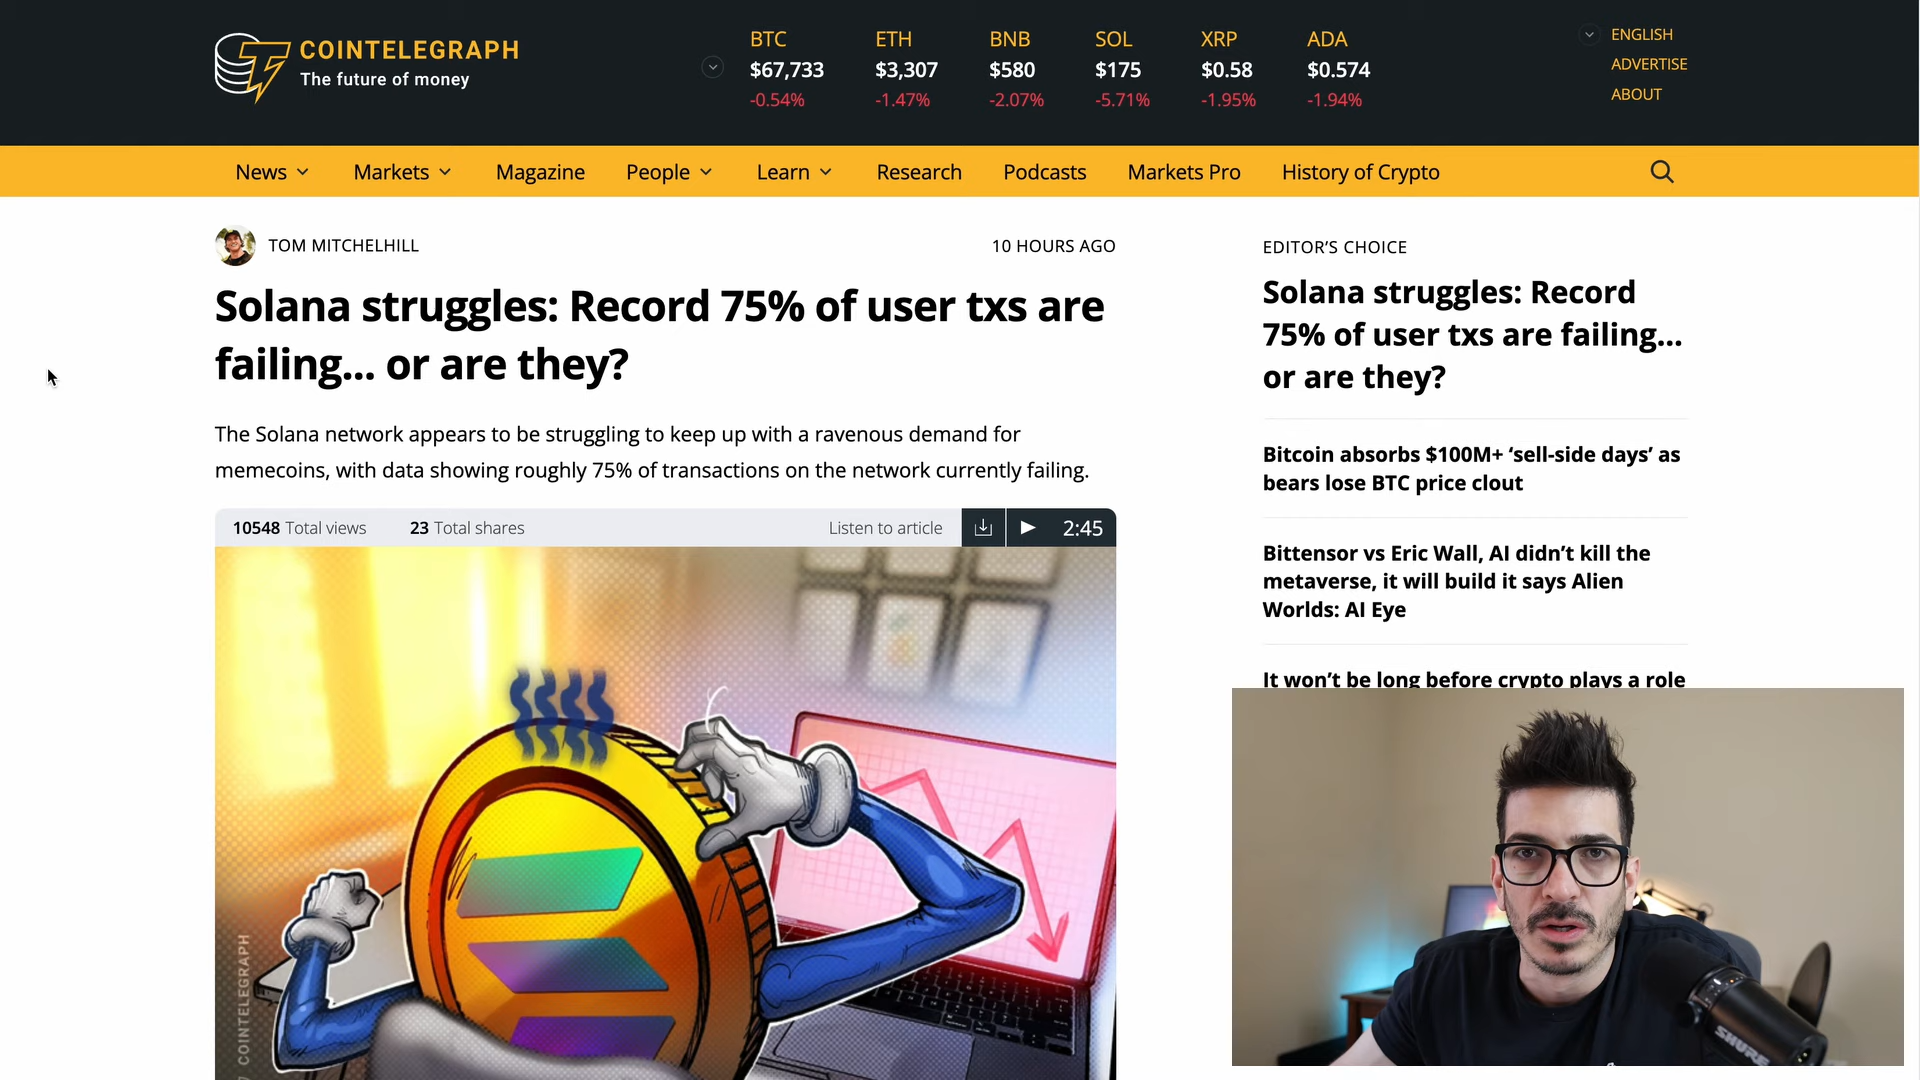 COINTELEGRAPH
The future of money
BTC
$67,733
-0.54%
ETH
$3,307
-1.47%
BNB
$580
-2.07%
SOL
$175
-5.71%
XRP
$0.58
-1.95%
ADA
$0.574
-1.94%
ENGLISH
ADVERTISE
ABOUT
News
Markets
Magazine
People
Learn
Research
Podcasts
Markets Pro
History of Crypto
TOM MITCHELHILL
10 HOURS AGO
Solana struggles: Record 75% of user txs are
failing... or are they?
The Solana network appears to be struggling to keep up with a ravenous demand for
memecoins, with data showing roughly 75% of transactions on the network currently failing.
10548 Total views
23 Total shares
Listen to article
2:45
COINTELEGRAPH
EDITOR’S CHOICE
Solana struggles: Record
75% of user txs are failing...
or are they?
Bitcoin absorbs $100M+ ‘sell-side days’ as
bears lose BTC price clout
Bittensor vs Eric Wall, AI didn’t kill the
metaverse, it will build it says Alien
Worlds: AI Eye
It won’t be long before crypto plays a role
SHURE